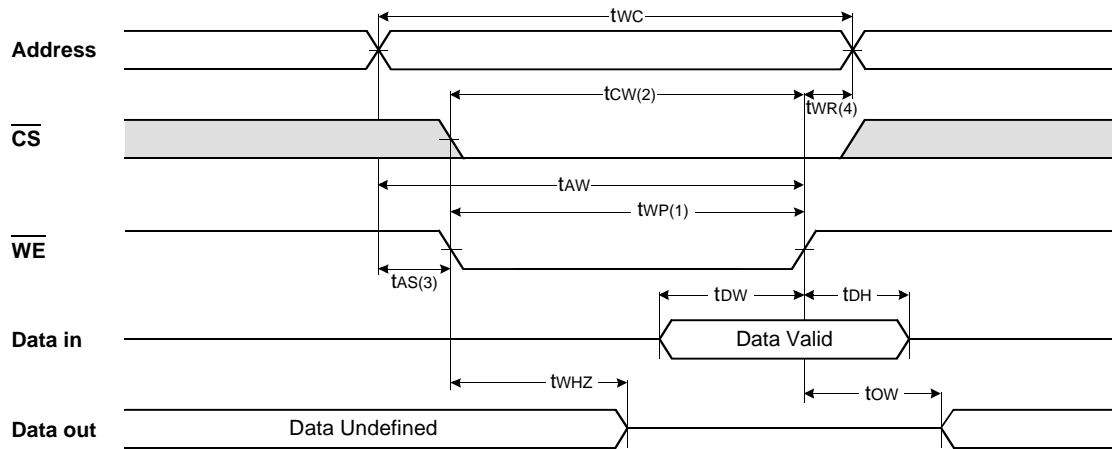 tWC
Address
tCW(2)
tWR(4)
CS
tAW
tWP(1)
WE
tAS(3)
tDW
tDH
Data in
Data Valid
tWHZ
tOW
Data out
Data Undefined